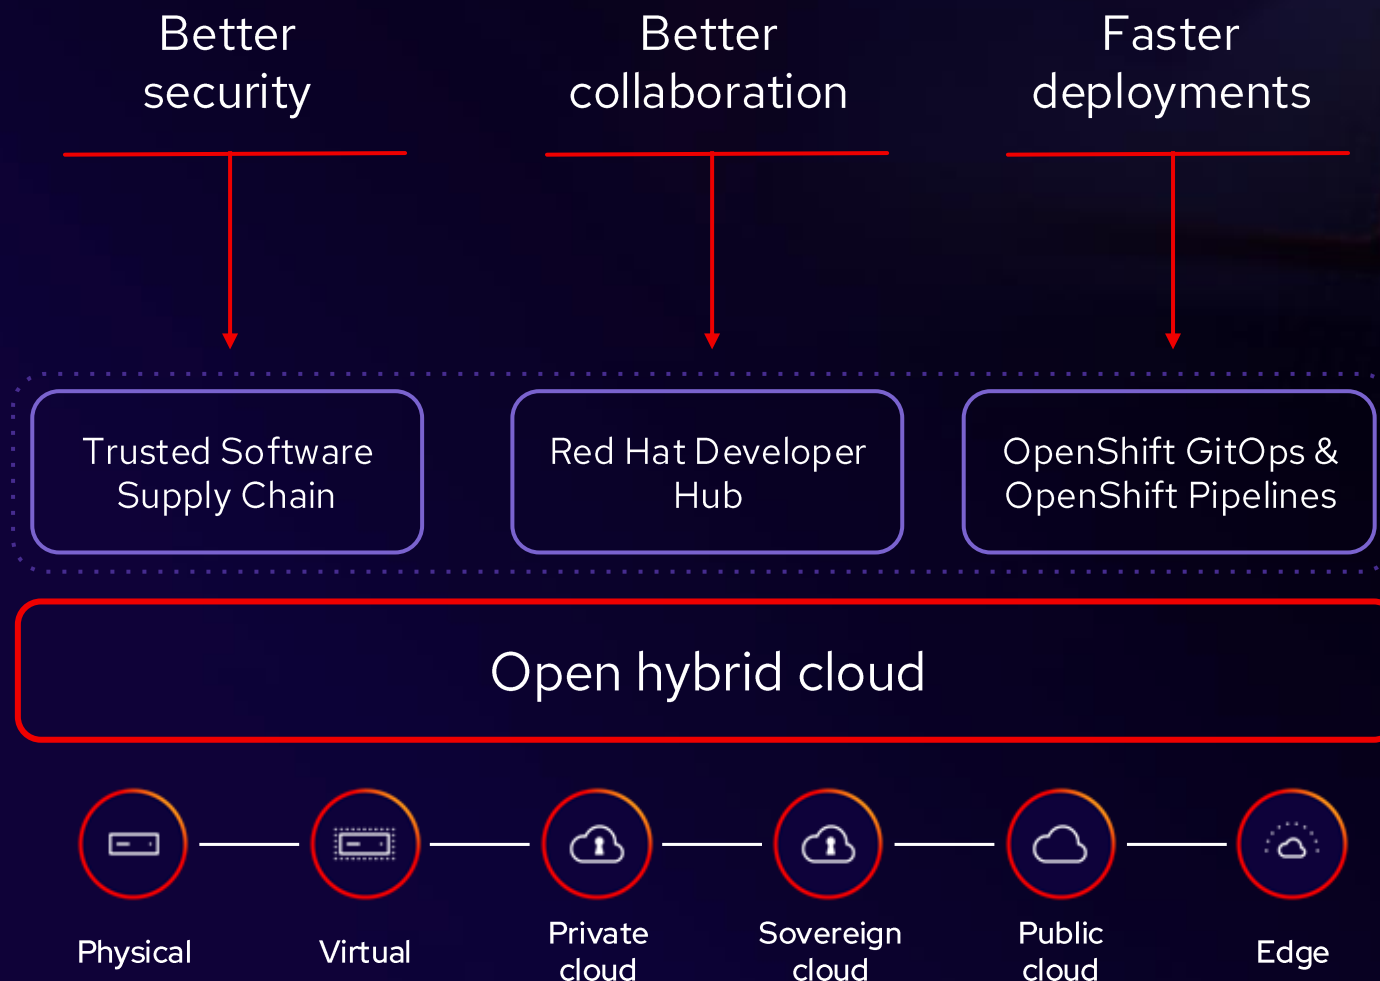 Better
security
Better
collaboration
Faster
deployments
Trusted Software
Supply Chain
Red Hat Developer
Hub
OpenShift GitOps &
OpenShift Pipelines
Open hybrid cloud
Physical
Virtual
Private
cloud
Sovereign
cloud
Public
cloud
Edge